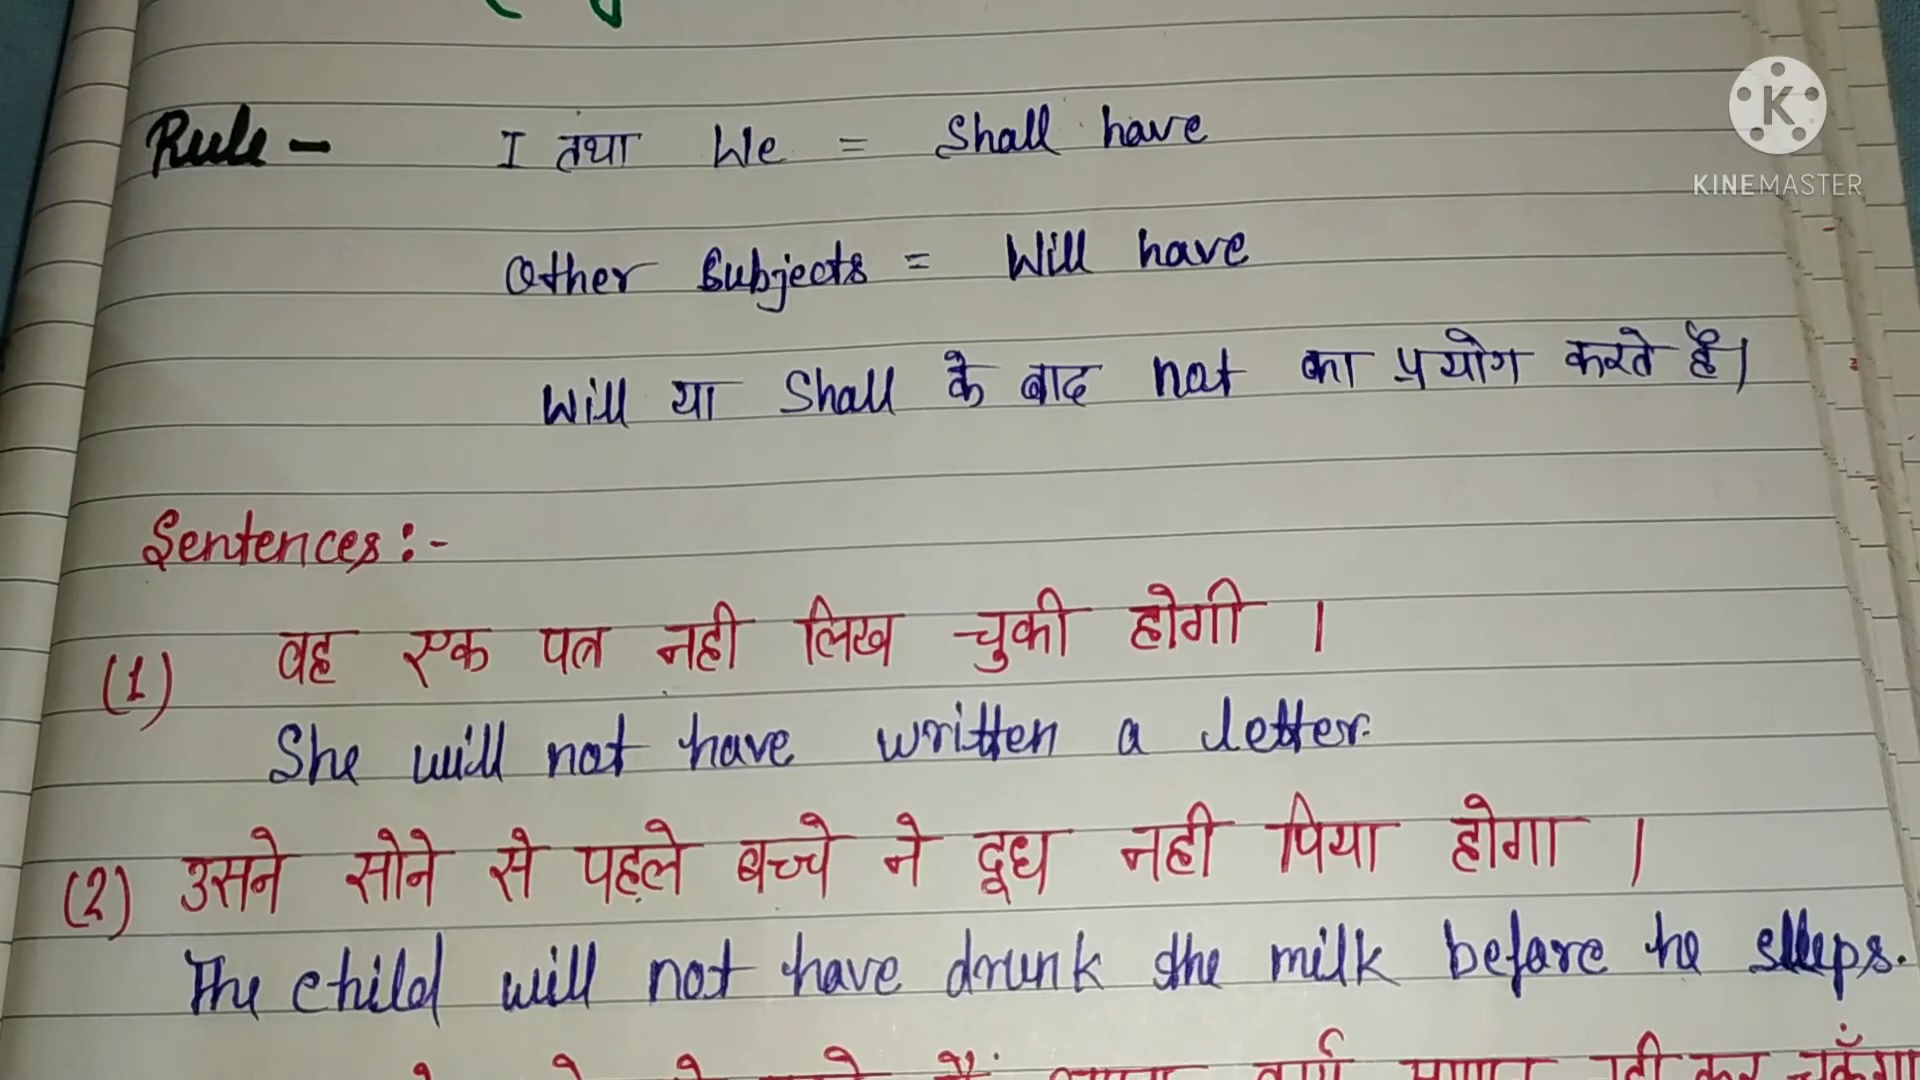 Rule - I तथा We = Shall have
KINEMASTER
Other Subjects = Will have
Will या Shall के बाद not का प्रयोग करते हैं।
Sentences :-
(1) वह एक पत्र नही लिख चुकी होगी ।
She will not have written a letter.
(2) उसने सोने से पहले बच्चे ने दूध नही पिया होगा ।
The child will not have drunk the milk before he sleeps.